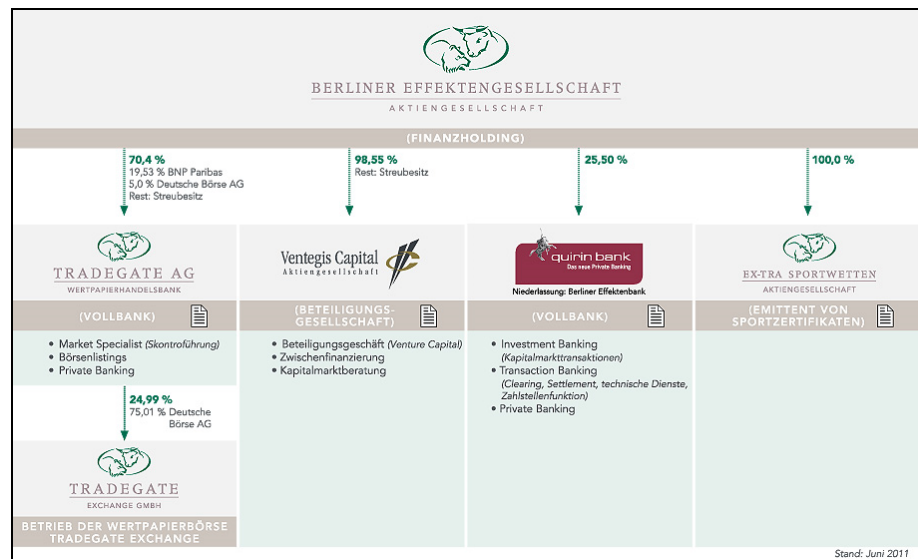 BERLINER EFFEKTENGESELLSCHAFT
AKTIENGESELLSCHAFT
(FINANZHOLDING)
70,4 %
19,53 % BNP Paribas
5,0 % Deutsche Börse AG
Rest: Streubesitz
98,55 %
Rest: Streubesitz
25,50 %
100,0 %
TRADEGATE AG
WERTPAPIERHANDELSBANK
(VOLLBANK)
• Market Specialist (Skontroführung)
• Börsenlistings
• Private Banking
24,99 %
75,01 % Deutsche
Börse AG
TRADEGATE
EXCHANGE GMBH
BETRIEB DER WERTPAPIERBÖRSE
TRADEGATE EXCHANGE
Ventegis Capital
Aktiengesellschaft
(BETEILIGUNGS-
GESELLSCHAFT)
• Beteiligungsgeschäft (Venture Capital)
• Zwischenfinanzierung
• Kapitalmarktberatung
quirin bank
Das neue Private Banking
Niederlassung: Berliner Effektenbank
(VOLLBANK)
• Investment Banking
(Kapitalmarkttransaktionen)
• Transaction Banking
(Clearing, Settlement, technische Dienste,
Zahlstellenfunktion)
• Private Banking
EX-TRA SPORTWETTEN
AKTIENGESELLSCHAFT
(EMITTENT VON
SPORTZERTIFIKATEN)
Stand: Juni 2011